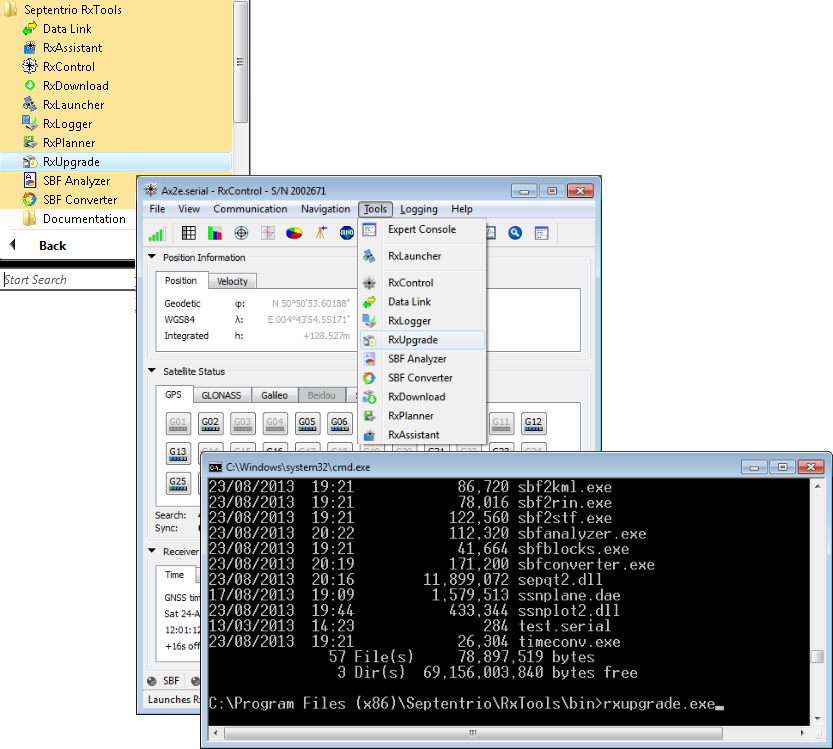 Septentrio RxTools
Data Link
RxAssistant
RxControl
RxDownload
RxLauncher
RxLogger
RxPlanner
RxUpgrade
SBF Analyzer
SBF Converter
Documentation
Back
Start Search
Ax2e.serial - RxControl - S/N 2002671
File View Communication Navigation Tools Logging Help
Expert Console
RxLauncher
RxControl
Data Link
RxLogger
RxUpgrade
SBF Analyzer
SBF Converter
RxDownload
RxPlanner
RxAssistant
Position Information
Position Velocity
Geodetic φ: N 50°50'53.60188"
WGS84 λ: E 004°43'54.55171"
Integrated h: +128.527m
Satellite Status
GPS GLONASS Galileo Beidou
G01 G02 G03 G04 G05 G06 G11 G12
G13
G25
Search:
Sync:
Receiver
Time
GNSS tim
Sat 24-A
12:01:12
+16s off
SBF
Launches Rx
C:\Windows\system32\cmd.exe
23/08/2013 19:21 86,720 sbf2kml.exe
23/08/2013 19:21 78,016 sbf2rin.exe
23/08/2013 19:21 122,560 sbf2stf.exe
23/08/2013 20:22 112,320 sbfanalyzer.exe
23/08/2013 19:21 41,664 sbfblocks.exe
23/08/2013 20:19 171,200 sbfconverter.exe
23/08/2013 20:16 11,899,072 sepqt2.dll
17/08/2013 19:09 1,579,513 ssnplane.dae
23/08/2013 19:44 433,344 ssnplot2.dll
13/03/2013 14:23 284 test.serial
23/08/2013 19:21 26,304 timeconv.exe
57 File(s) 78,897,519 bytes
3 Dir(s) 69,156,003,840 bytes free
C:\Program Files (x86)\Septentrio\RxTools\bin>rxupgrade.exe_